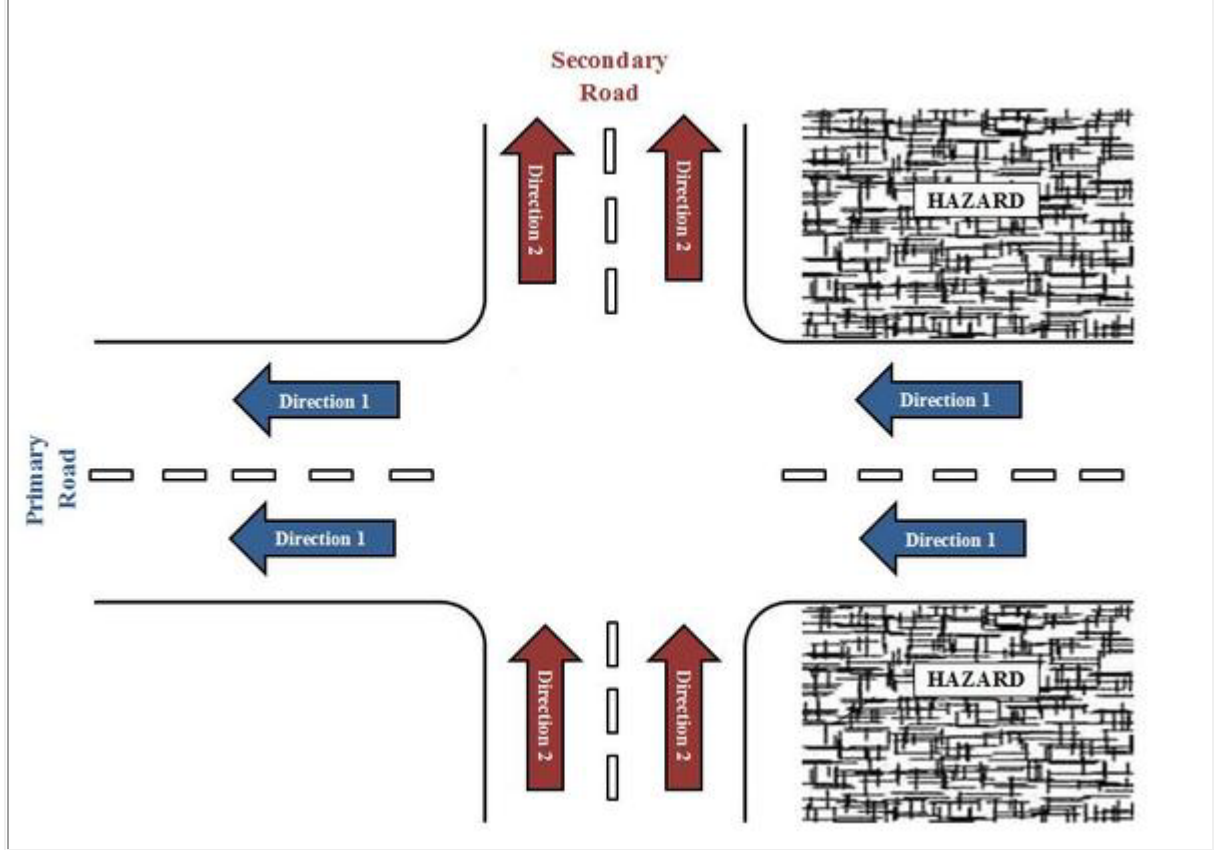 Secondary
Road
Direction 2
Direction 2
HAZARD
Direction 1
Direction 1
Primary
Road
Direction 1
Direction 1
Direction 2
Direction 2
HAZARD